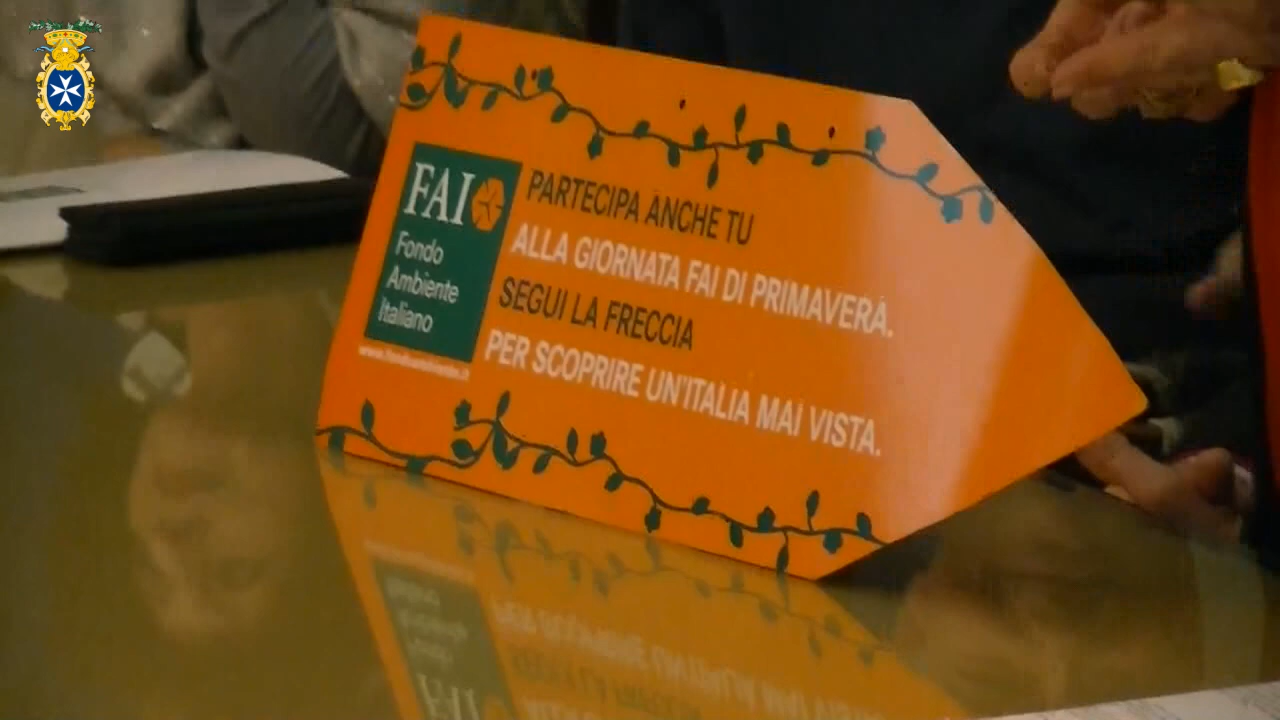 FAI
Fondo
Ambiente
Italiano
PARTECIPA ANCHE TU
ALLA GIORNATA FAI DI PRIMAVERA.
SEGUI LA FRECCIA
PER SCOPRIRE UN'ITALIA MAI VISTA.